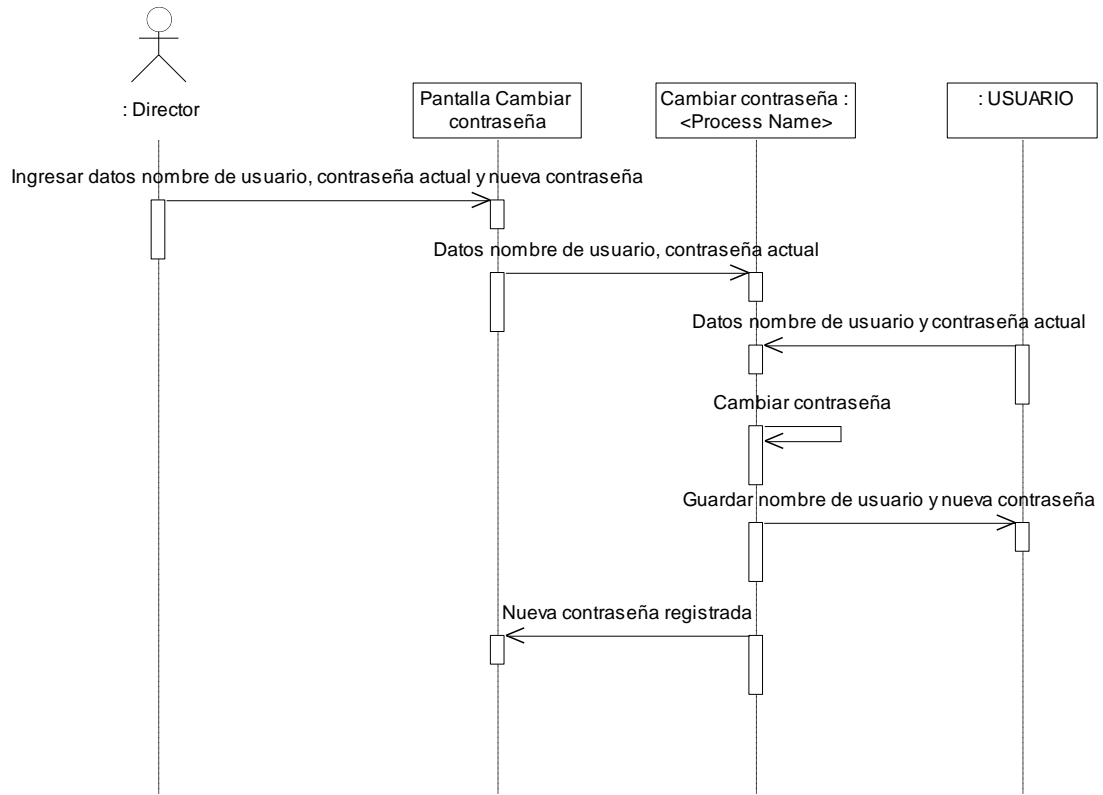 : Director
Pantalla Cambiar
contraseña
Cambiar contraseña :
<Process Name>
: USUARIO
Ingresar datos nombre de usuario, contraseña actual y nueva contraseña
Datos nombre de usuario, contraseña actual
Datos nombre de usuario y contraseña actual
Cambiar contraseña
Guardar nombre de usuario y nueva contraseña
Nueva contraseña registrada